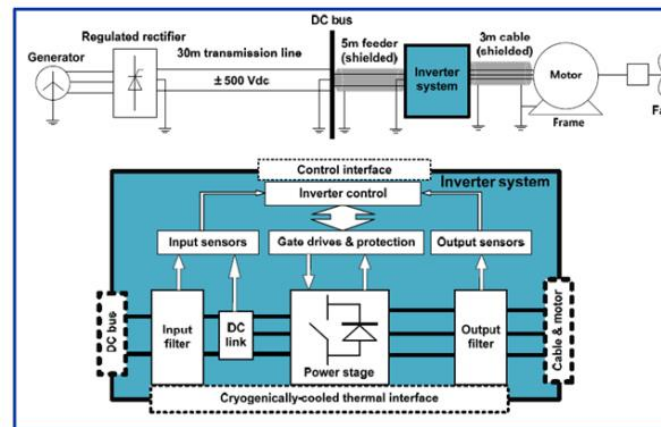 DC bus
Regulated rectifier
Generator
30m transmission line
± 500 Vdc
5m feeder
(shielded)
Inverter
system
3m cable
(shielded)
Motor
Frame
Control interface
Inverter system
Inverter control
Input sensors
Gate drives & protection
Output sensors
DC bus
Input
filter
DC
link
Power stage
Output
filter
Cable & motor
Cryogenically-cooled thermal interface